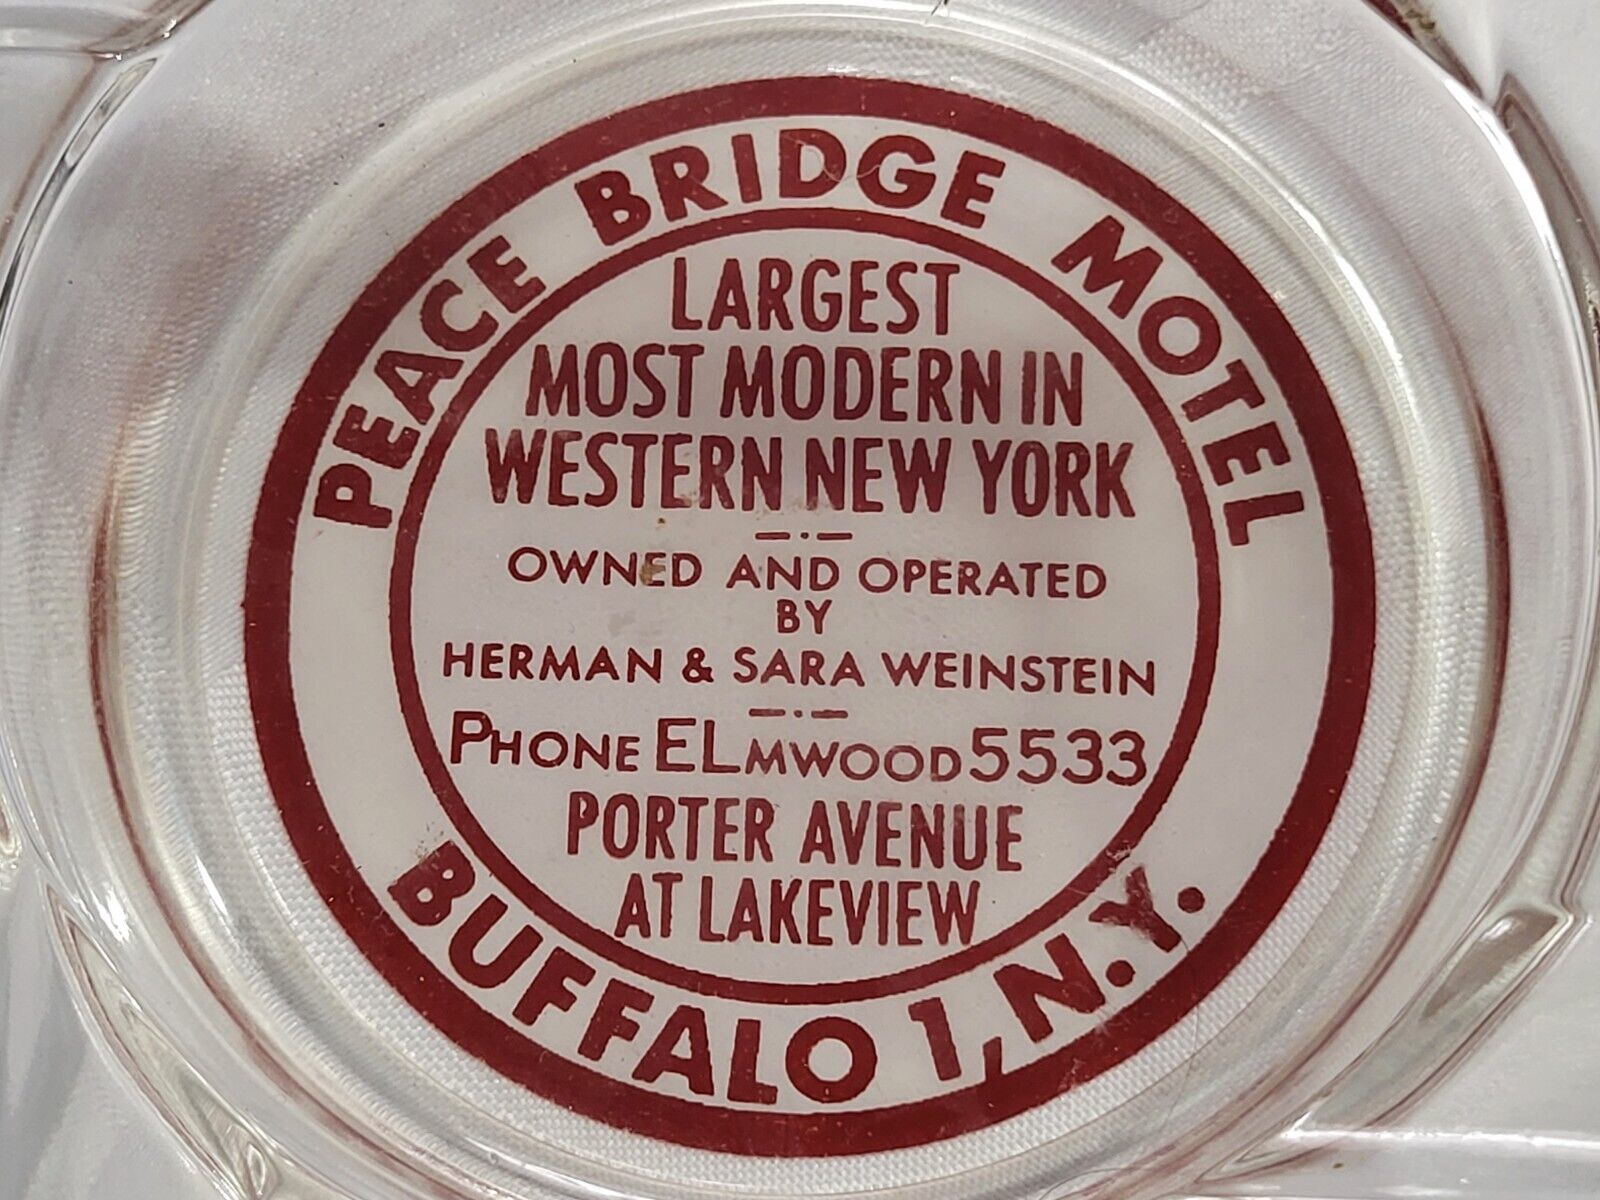 PEACE BRIDGE MOTEL
LARGEST
MOST MODERN IN
WESTERN NEW YORK
OWNED AND OPERATED
BY
HERMAN & SARA WEINSTEIN
PHONE ELMWOOD 5533
PORTER AVENUE
AT LAKEVIEW
BUFFALO 1, N.Y.